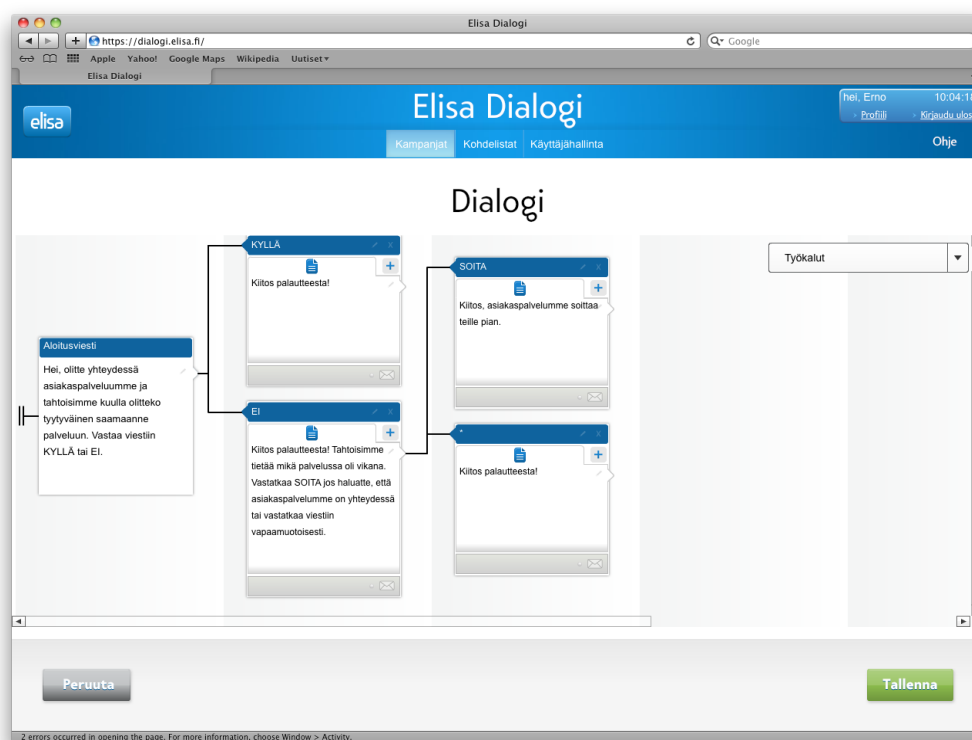 Elisa Dialogi
https://dialogi.elisa.fi/
Google
Apple Yahoo! Google Maps Wikipedia Uutiset
Elisa Dialogi
elisa
Elisa Dialogi
hei, Erno 10:04:18
Profiili Kirjaudu ulos
Kampanjat Kohdelistat Käyttäjähallinta
Ohje
Dialogi
Työkalut
Aloitusviesti
Hei, olitte yhteydessä
asiakaspalveluumme ja
tahtoisimme kuulla olitteko
tyytyväinen saamaanne
palveluun. Vastaa viestiin
KYLLÄ tai EI.
KYLLÄ x
Kiitos palautteesta!
EI x
Kiitos palautteesta! Tahtoisimme
tietää mikä palvelussa oli vikana.
Vastatkaa SOITA jos haluatte, että
asiakaspalvelumme on yhteydessä
tai vastatkaa viestiin
vapaamuotoisesti.
SOITA x
Kiitos, asiakaspalvelumme soittaa
teille pian.
* x
Kiitos palautteesta!
Peruuta
Tallenna
2 errors occurred in opening the page. For more information, choose Window > Activity.